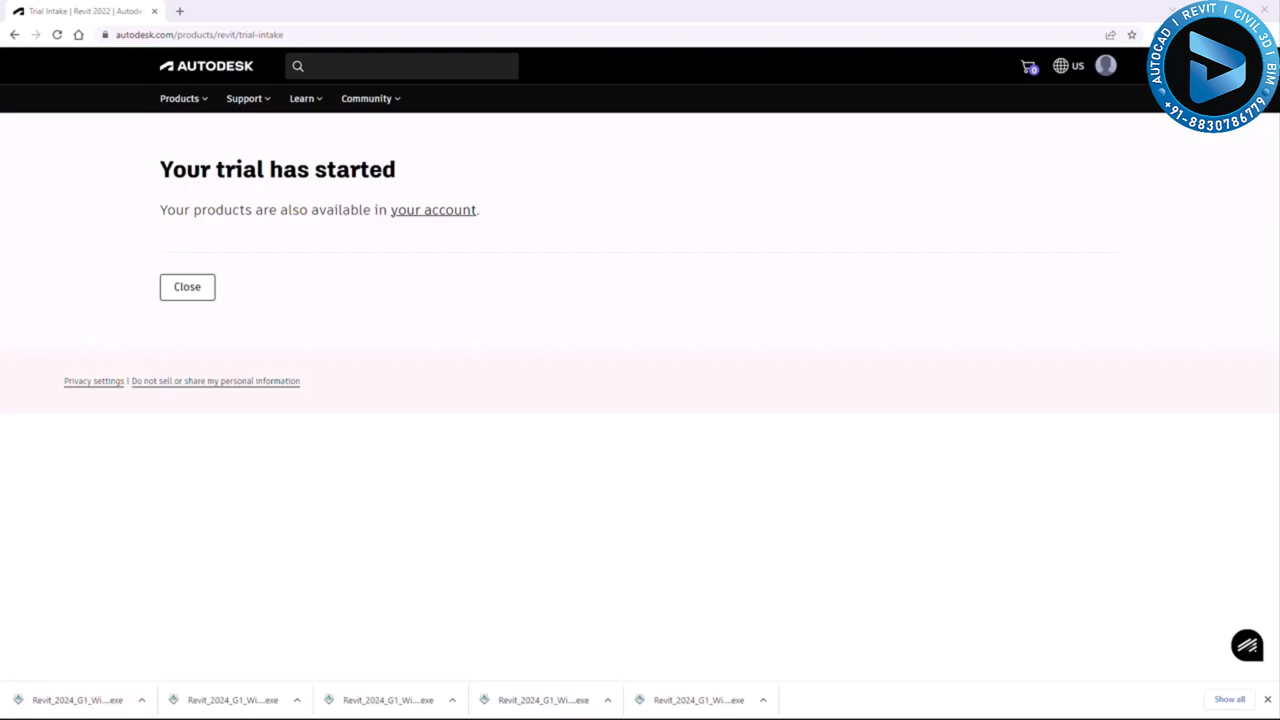 Trial Intake | Revit 2022 | Autode
autodesk.com/products/revit/trial-intake
AUTODESK
0
US
Products
Support
Learn
Community
AUTOCAD | REVIT | CIVIL 3D | BIM
+91-8830786779
Your trial has started
Your products are also available in your account.
Close
Privacy settings | Do not sell or share my personal information
Revit_2024_G1_Wi....exe
Revit_2024_G1_Wi....exe
Revit_2024_G1_Wi....exe
Revit_2024_G1_Wi....exe
Revit_2024_G1_Wi....exe
Show all